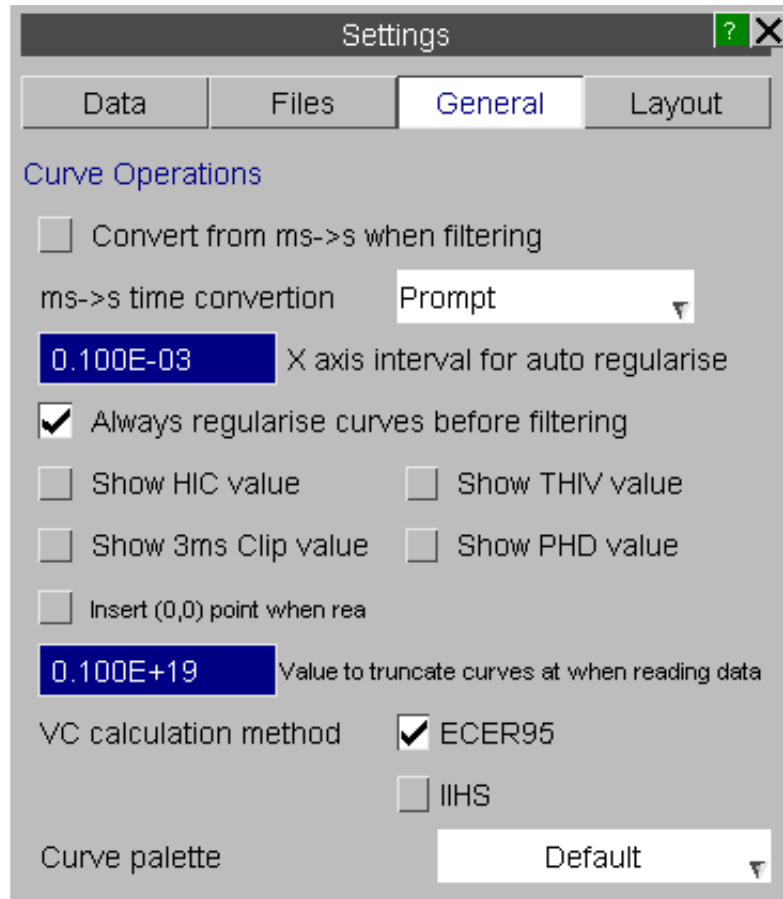 Settings ? X
Data Files General Layout
Curve Operations
Convert from ms->s when filtering
ms->s time convertion Prompt
0.100E-03 X axis interval for auto regularise
Always regularise curves before filtering
Show HIC value Show THIV value
Show 3ms Clip value Show PHD value
Insert (0,0) point when rea
0.100E+19 Value to truncate curves at when reading data
VC calculation method ECER95
IIHS
Curve palette Default